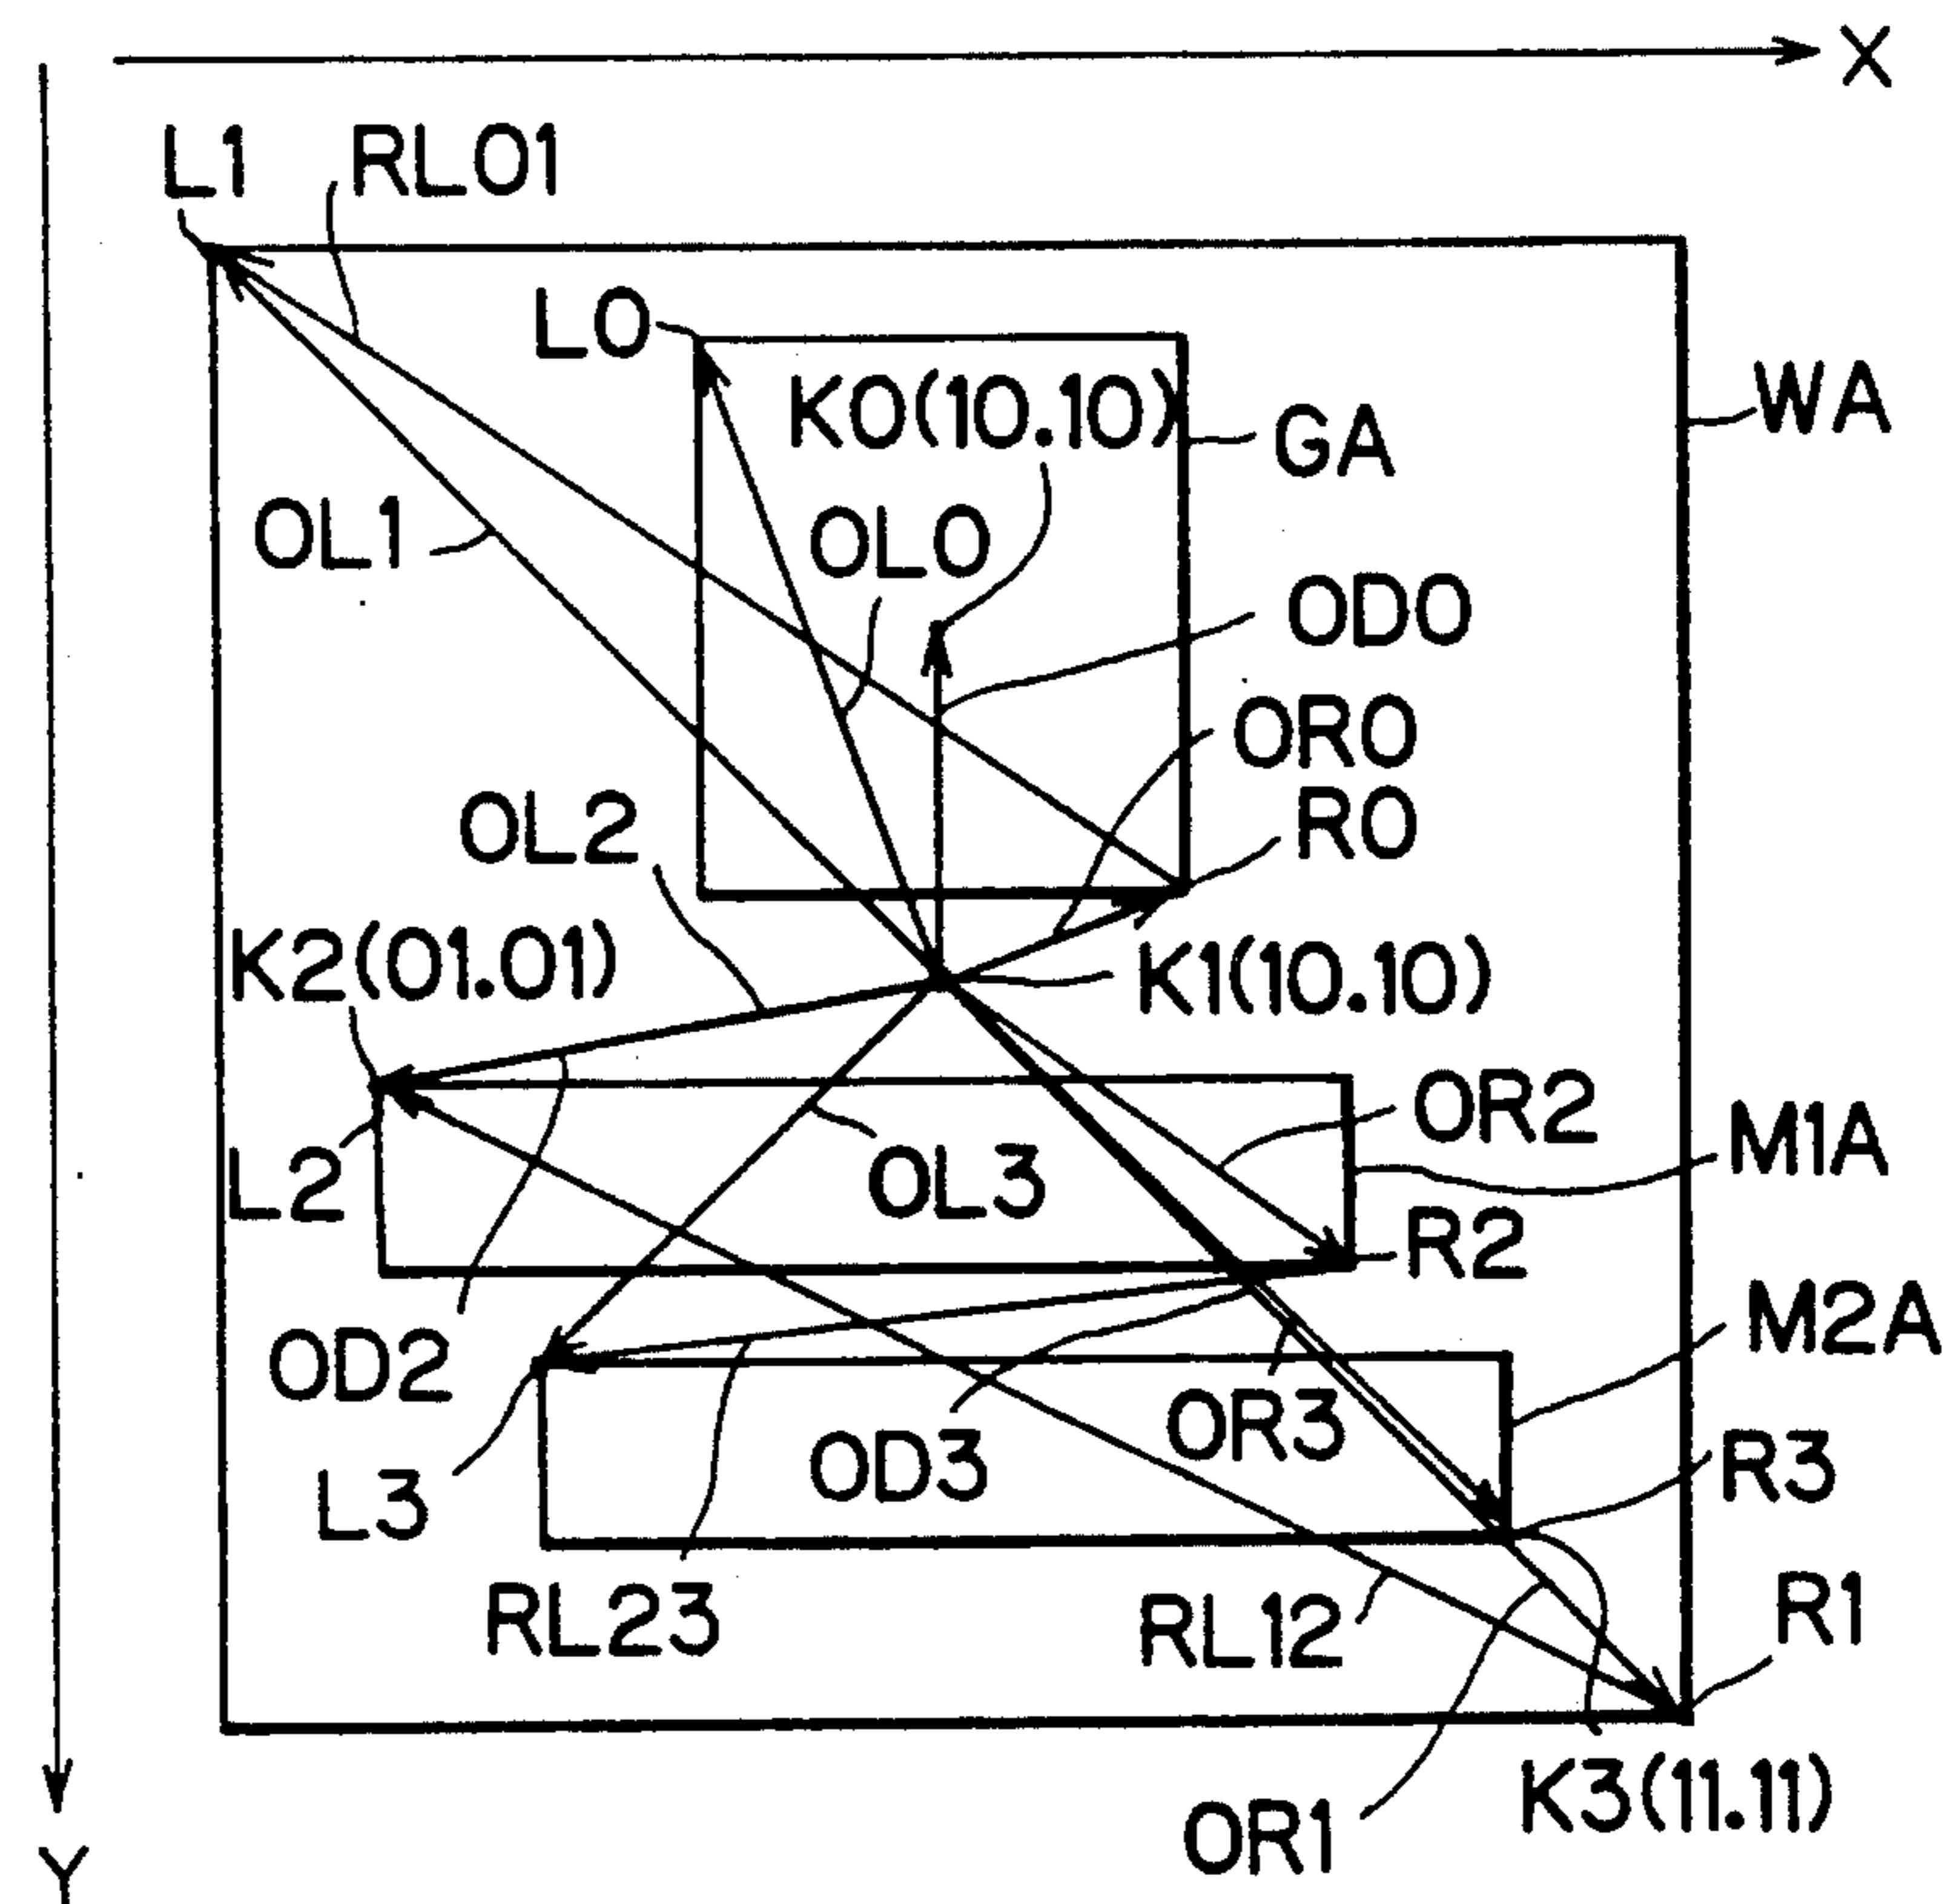 X
L1
RL01
L0
K0(10.10)
GA
WA
OL1
OL0
OD0
OR0
R0
OL2
K2(01.01)
K1(10.10)
OR2
M1A
L2
OL3
R2
M2A
OD2
OR3
OD3
R3
L3
RL23
RL12
R1
K3(11.11)
OR1
Y